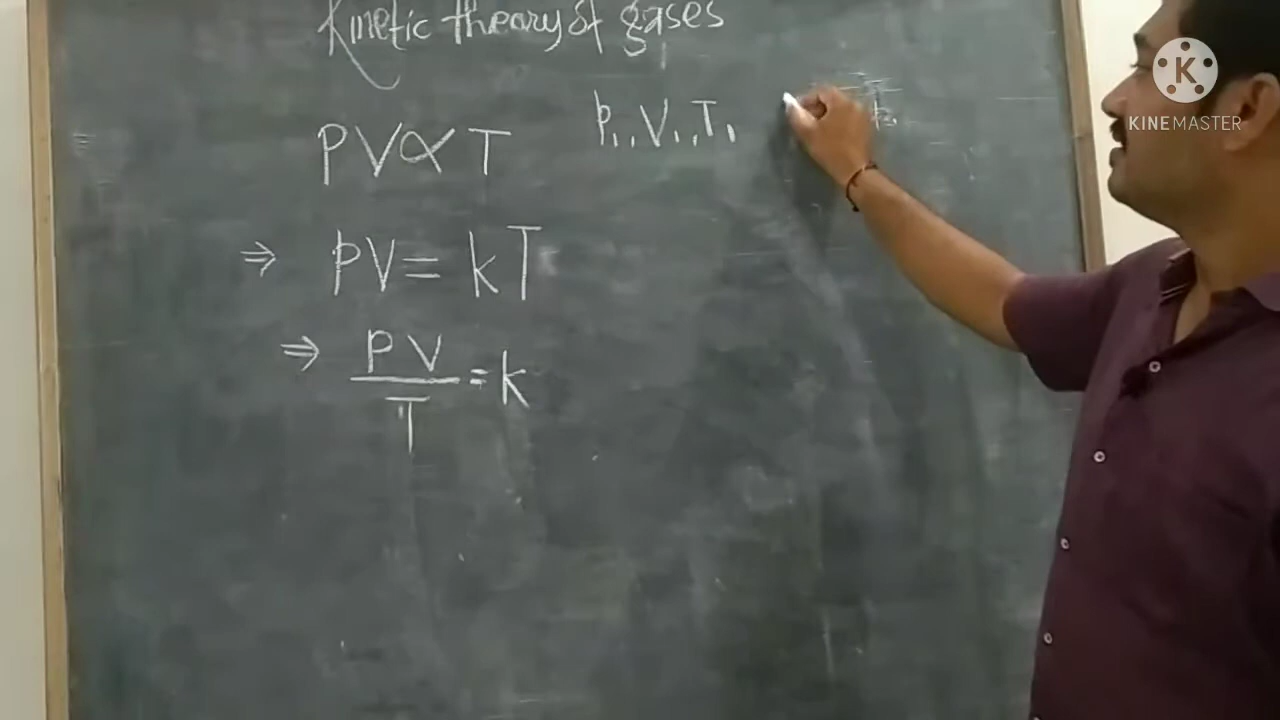 Kinetic theory of gases
PV∝T
P₁, V₁, T₁
⇒ PV = kT
⇒ PV/T = k
K
KINEMASTER